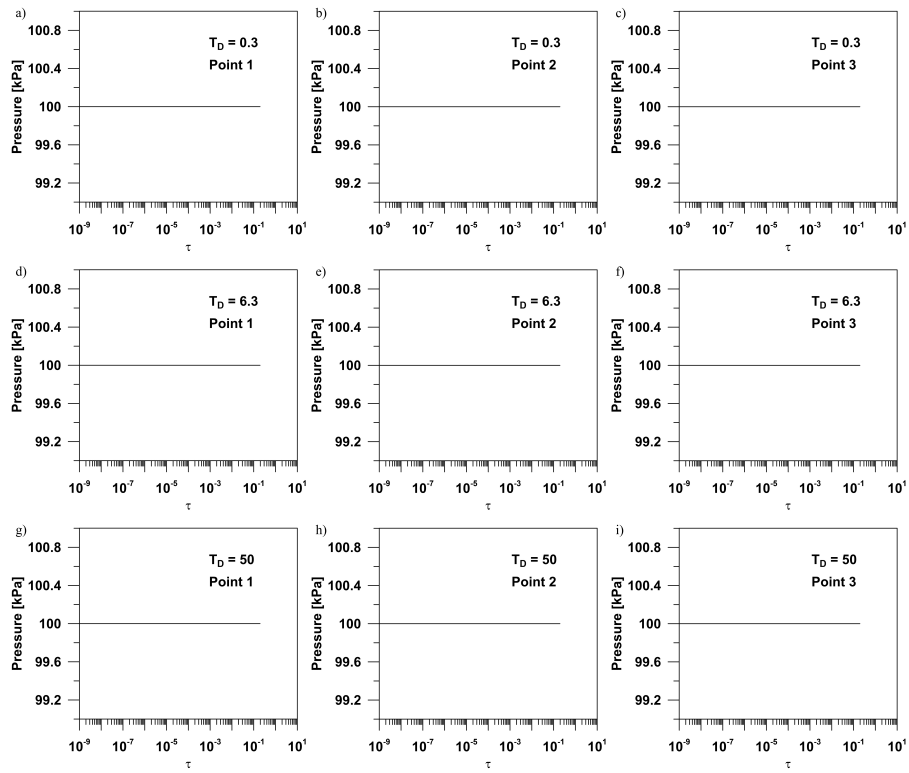 a)
Pressure [kPa]
100.8
100.4
100
99.6
99.2
T_D = 0.3
Point 1
10^-9 10^-7 10^-5 10^-3 10^-1 10^1
τ
b)
Pressure [kPa]
100.8
100.4
100
99.6
99.2
T_D = 0.3
Point 2
10^-9 10^-7 10^-5 10^-3 10^-1 10^1
τ
c)
Pressure [kPa]
100.8
100.4
100
99.6
99.2
T_D = 0.3
Point 3
10^-9 10^-7 10^-5 10^-3 10^-1 10^1
τ
d)
Pressure [kPa]
100.8
100.4
100
99.6
99.2
T_D = 6.3
Point 1
10^-9 10^-7 10^-5 10^-3 10^-1 10^1
τ
e)
Pressure [kPa]
100.8
100.4
100
99.6
99.2
T_D = 6.3
Point 2
10^-9 10^-7 10^-5 10^-3 10^-1 10^1
τ
f)
Pressure [kPa]
100.8
100.4
100
99.6
99.2
T_D = 6.3
Point 3
10^-9 10^-7 10^-5 10^-3 10^-1 10^1
τ
g)
Pressure [kPa]
100.8
100.4
100
99.6
99.2
T_D = 50
Point 1
10^-9 10^-7 10^-5 10^-3 10^-1 10^1
τ
h)
Pressure [kPa]
100.8
100.4
100
99.6
99.2
T_D = 50
Point 2
10^-9 10^-7 10^-5 10^-3 10^-1 10^1
τ
i)
Pressure [kPa]
100.8
100.4
100
99.6
99.2
T_D = 50
Point 3
10^-9 10^-7 10^-5 10^-3 10^-1 10^1
τ